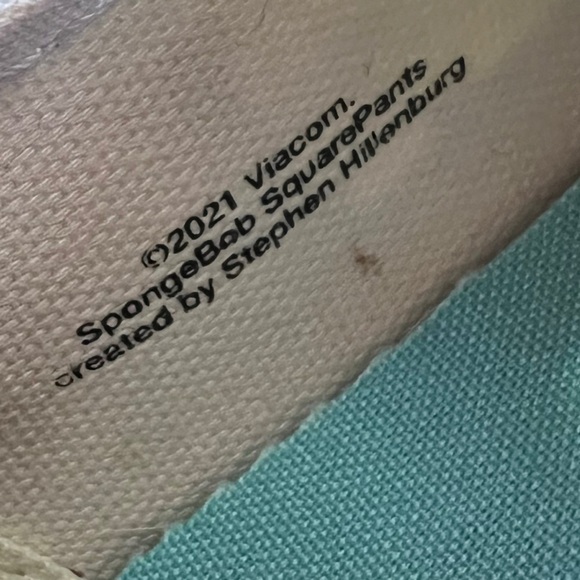 ©2021 Viacom.
SpongeBob SquarePants
created by Stephen Hillenburg